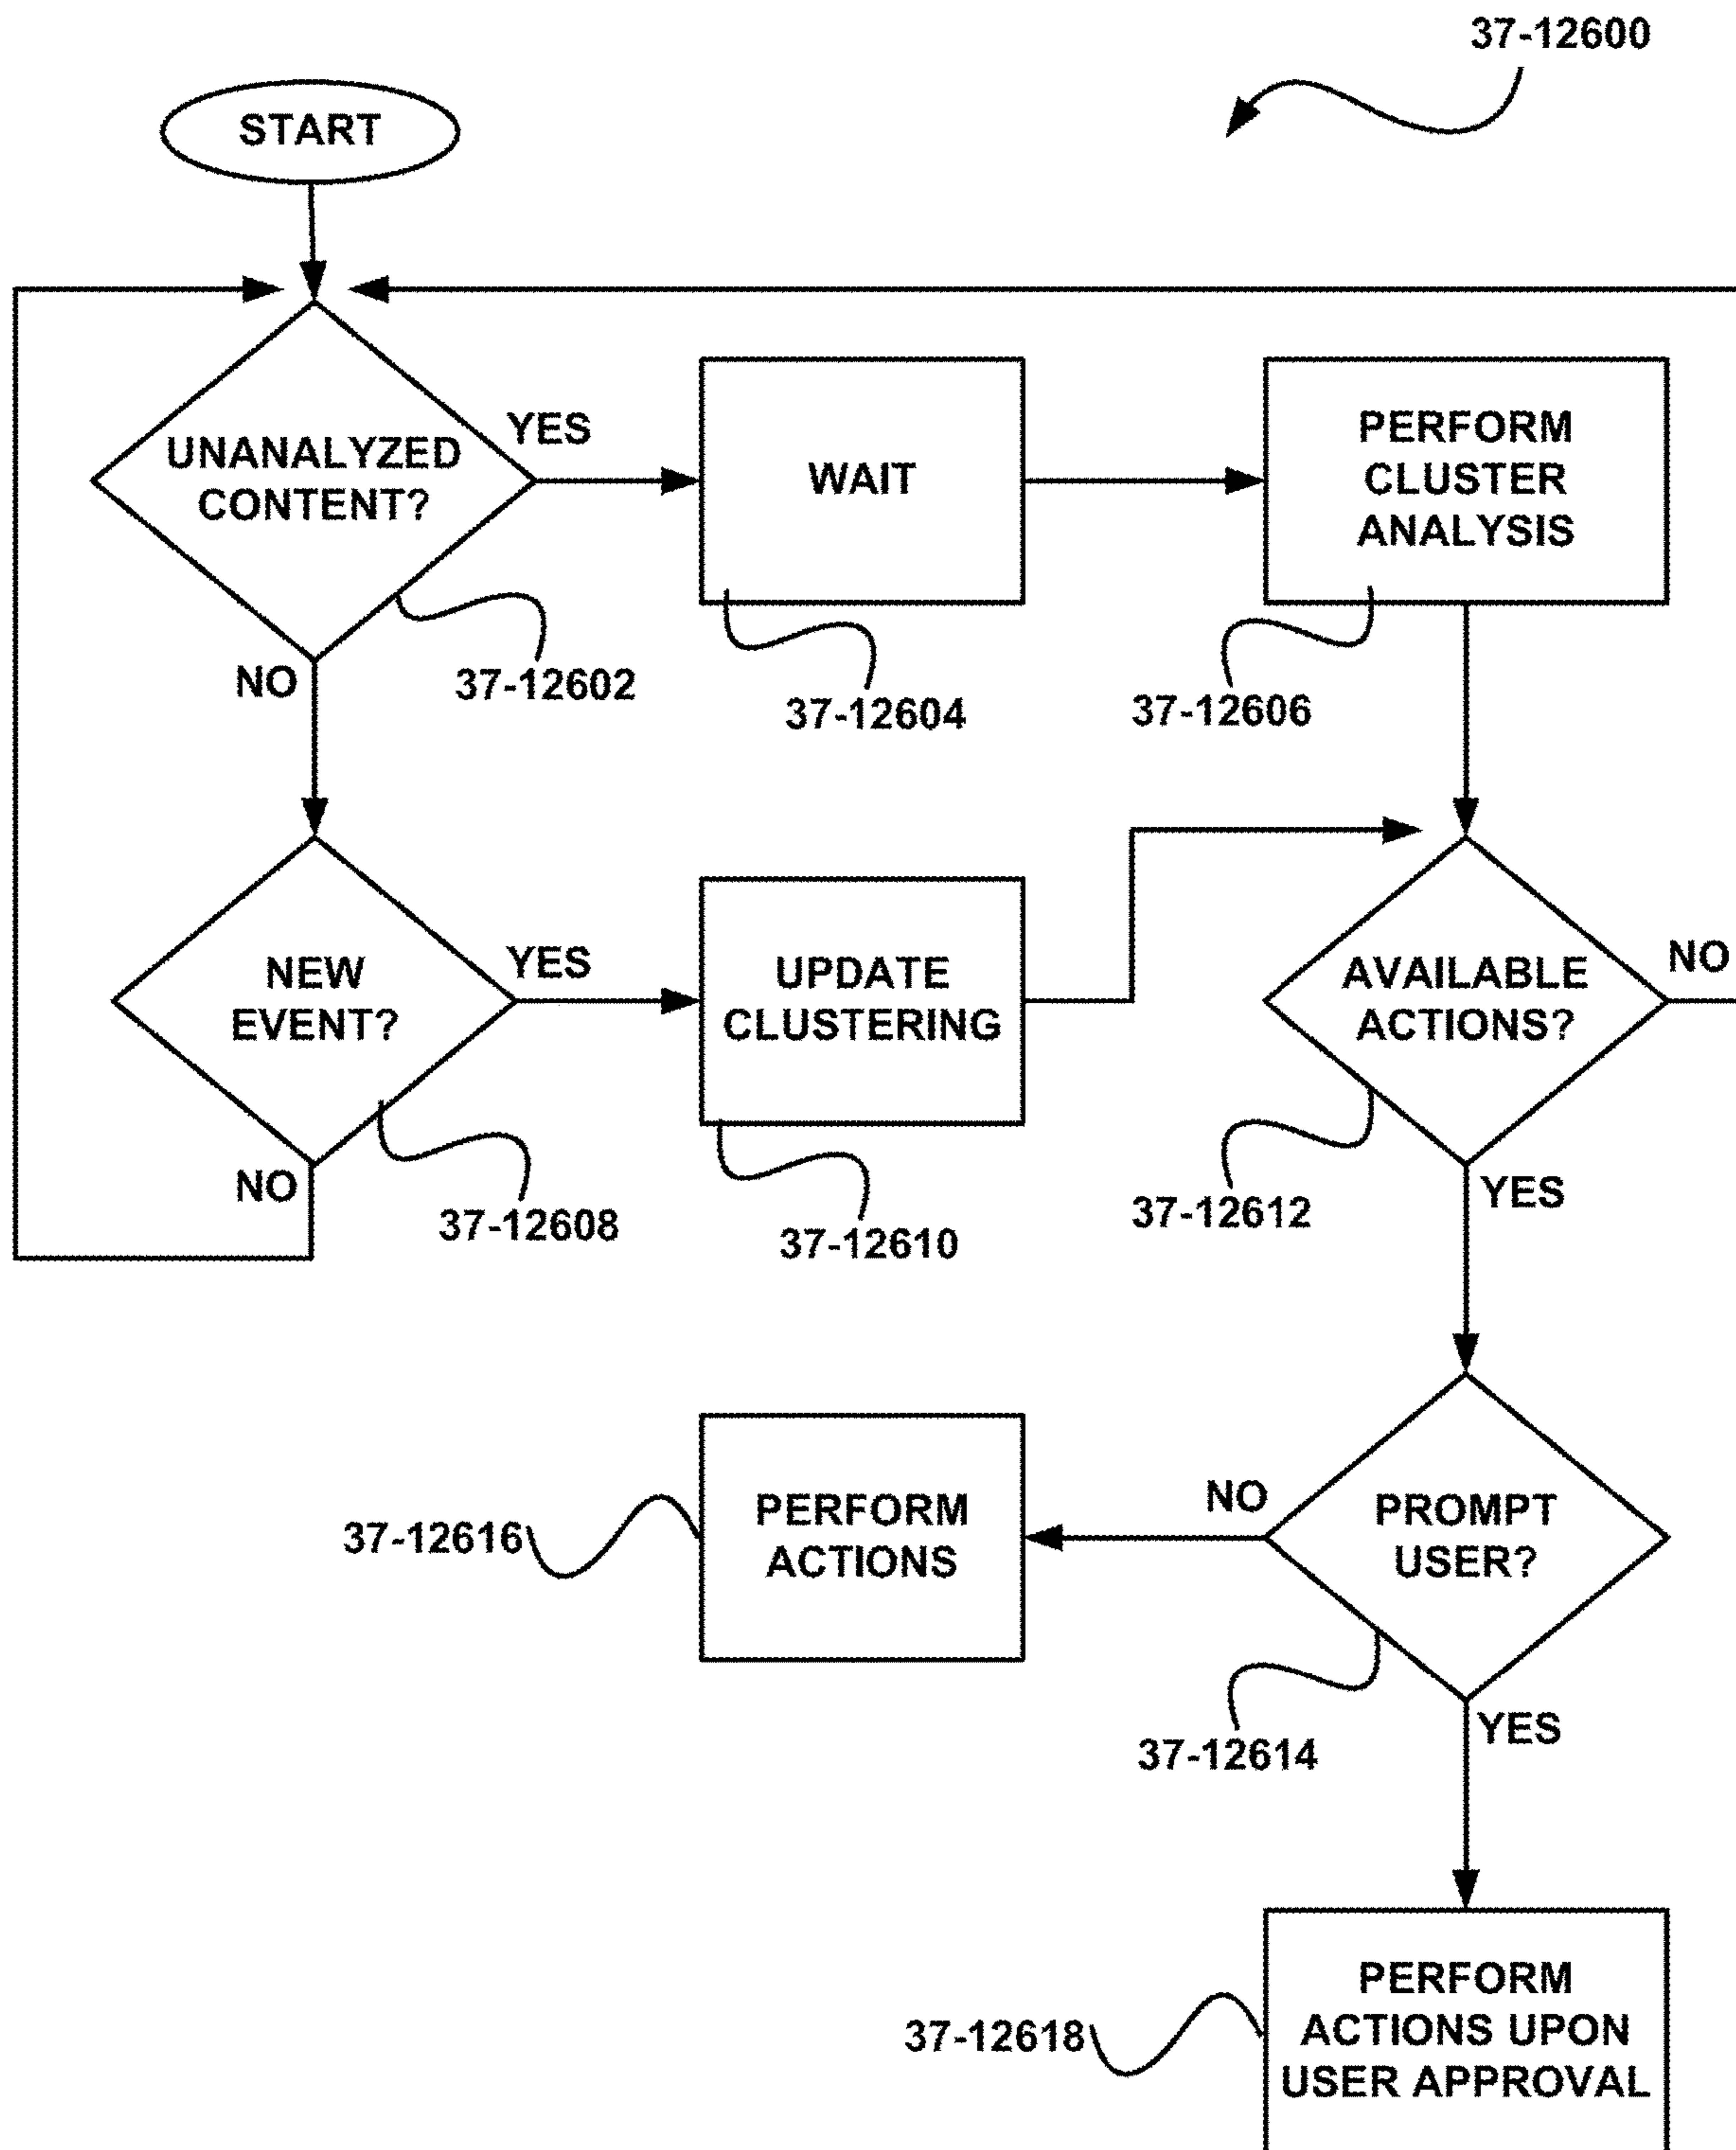 37-12600
START
UNANALYZED
CONTENT?
YES
WAIT
PERFORM
CLUSTER
ANALYSIS
NO
37-12602
37-12604
37-12606
NEW
EVENT?
YES
UPDATE
CLUSTERING
AVAILABLE
ACTIONS?
NO
NO
37-12608
37-12610
37-12612
YES
37-12616
PERFORM
ACTIONS
NO
PROMPT
USER?
37-12614
YES
37-12618
PERFORM
ACTIONS UPON
USER APPROVAL